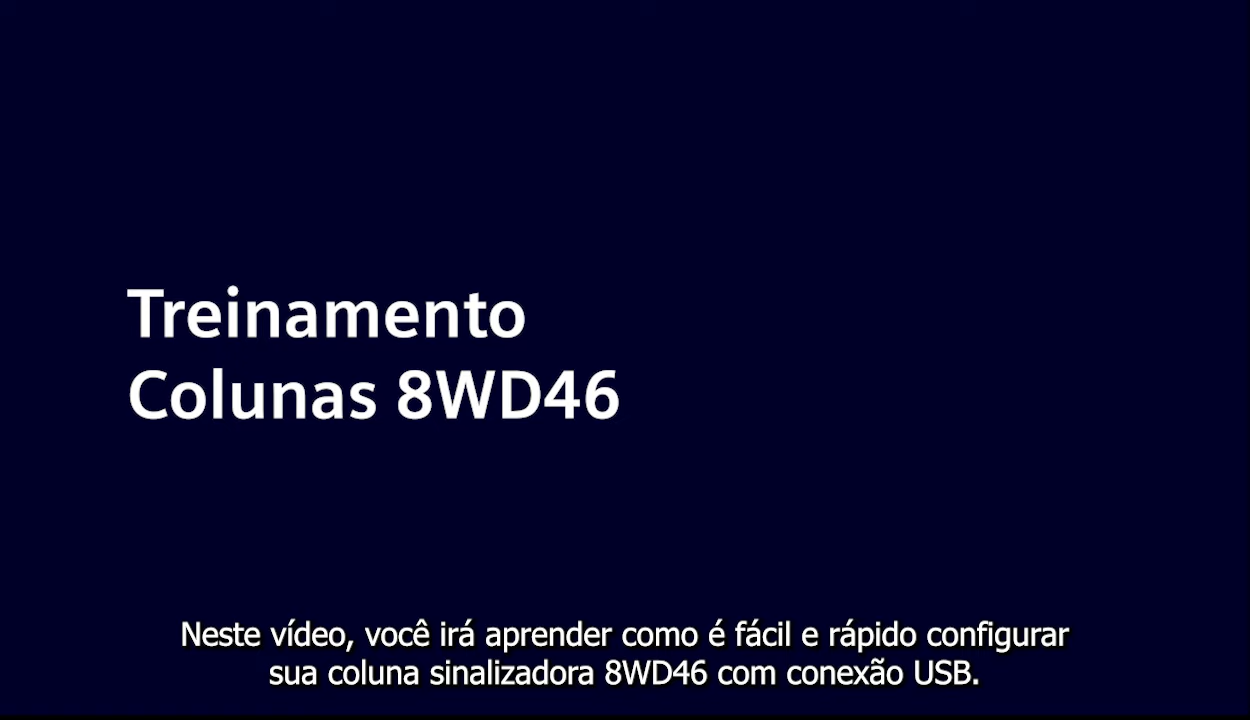 Treinamento
Colunas 8WD46
Neste vídeo, você irá aprender como é fácil e rápido configurar
sua coluna sinalizadora 8WD46 com conexão USB.